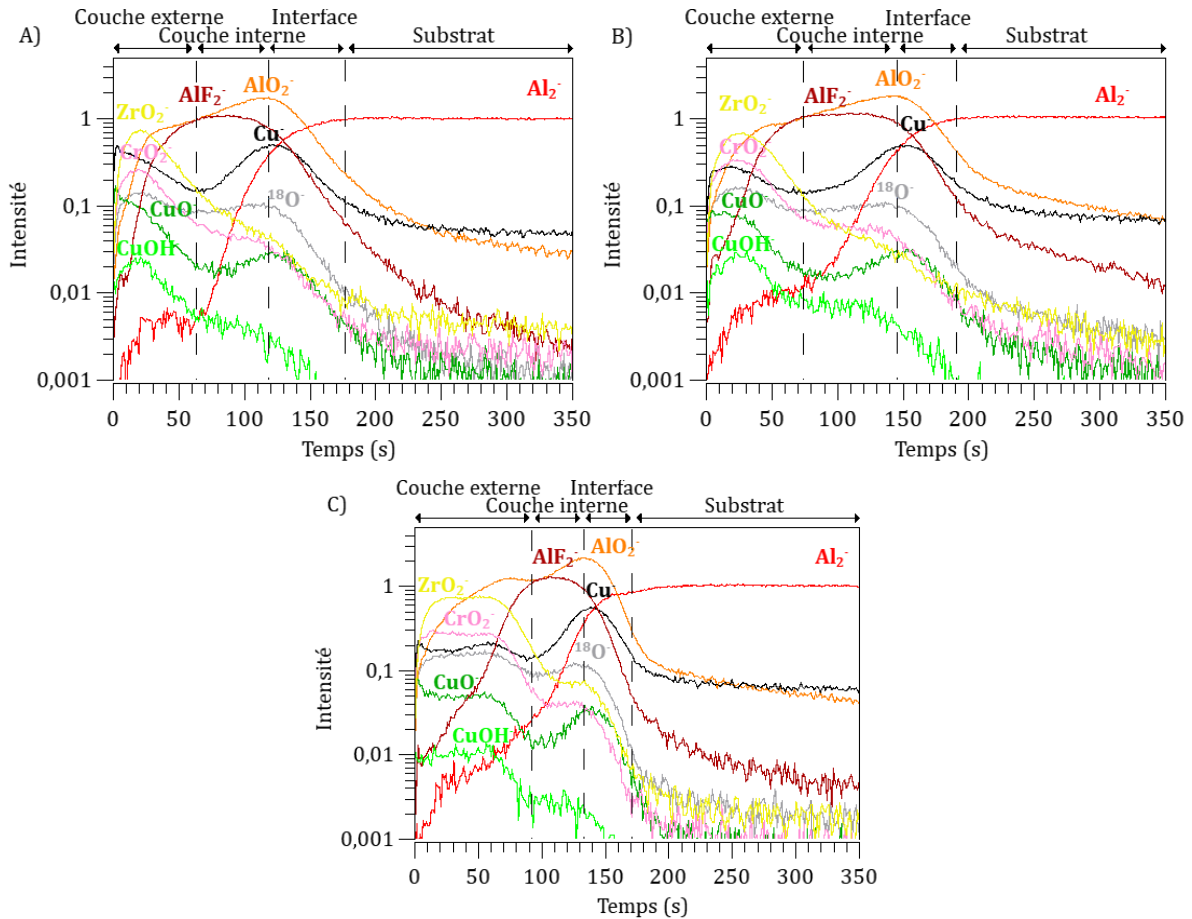 A)
Couche externe
Interface
Couche interne
Substrat
ZrO₂⁻
AlF₂⁻
AlO₂⁻
Al₂⁻
CrO₂⁻
Cu⁻
¹⁸O⁻
CuO⁻
CuOH⁻
Intensité
1
0,1
0,01
0,001
0 50 100 150 200 250 300 350
Temps (s)
B)
Couche externe
Interface
Couche interne
Substrat
ZrO₂⁻
AlF₂⁻
AlO₂⁻
Al₂⁻
CrO₂⁻
Cu⁻
¹⁸O⁻
CuO⁻
CuOH⁻
Intensité
1
0,1
0,01
0,001
0 50 100 150 200 250 300 350
Temps (s)
C)
Couche externe
Interface
Couche interne
Substrat
ZrO₂⁻
AlF₂⁻
AlO₂⁻
Al₂⁻
CrO₂⁻
Cu⁻
¹⁸O⁻
CuO⁻
CuOH⁻
Intensité
1
0,1
0,01
0,001
0 50 100 150 200 250 300 350
Temps (s)